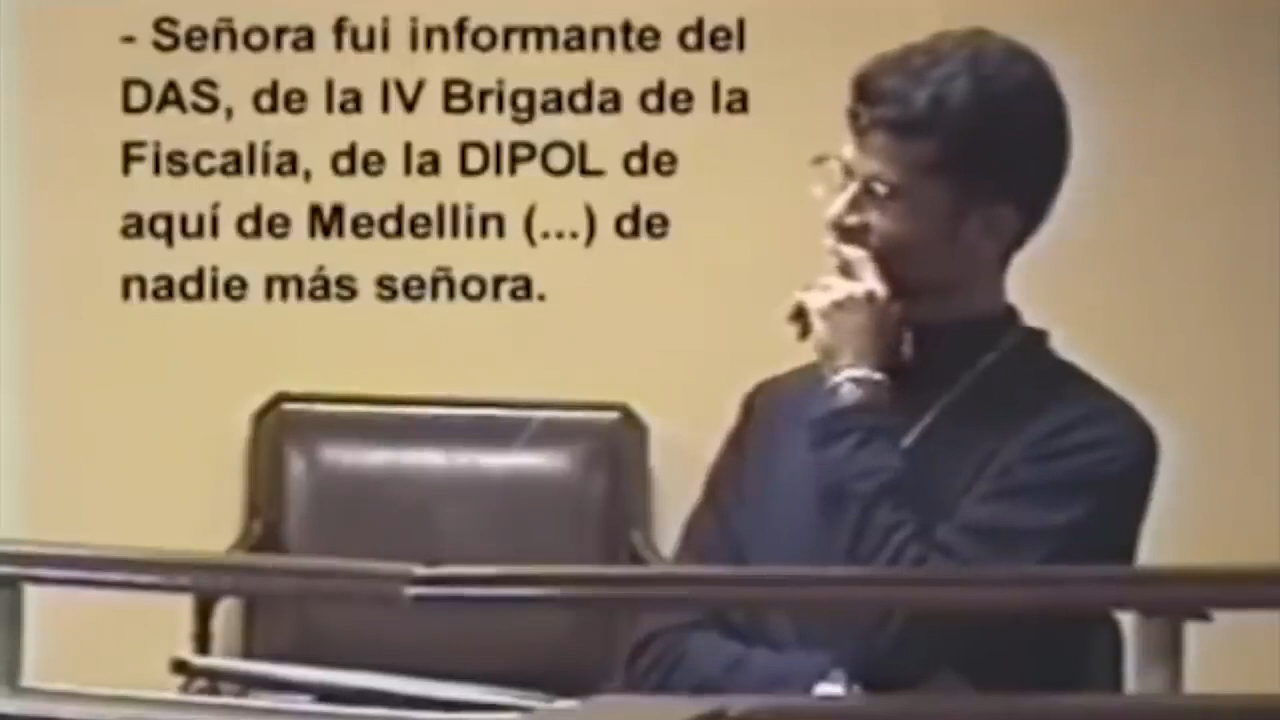 - Señora fui informante del
DAS, de la IV Brigada de la
Fiscalía, de la DIPOL de
aquí de Medellin (...) de
nadie más señora.